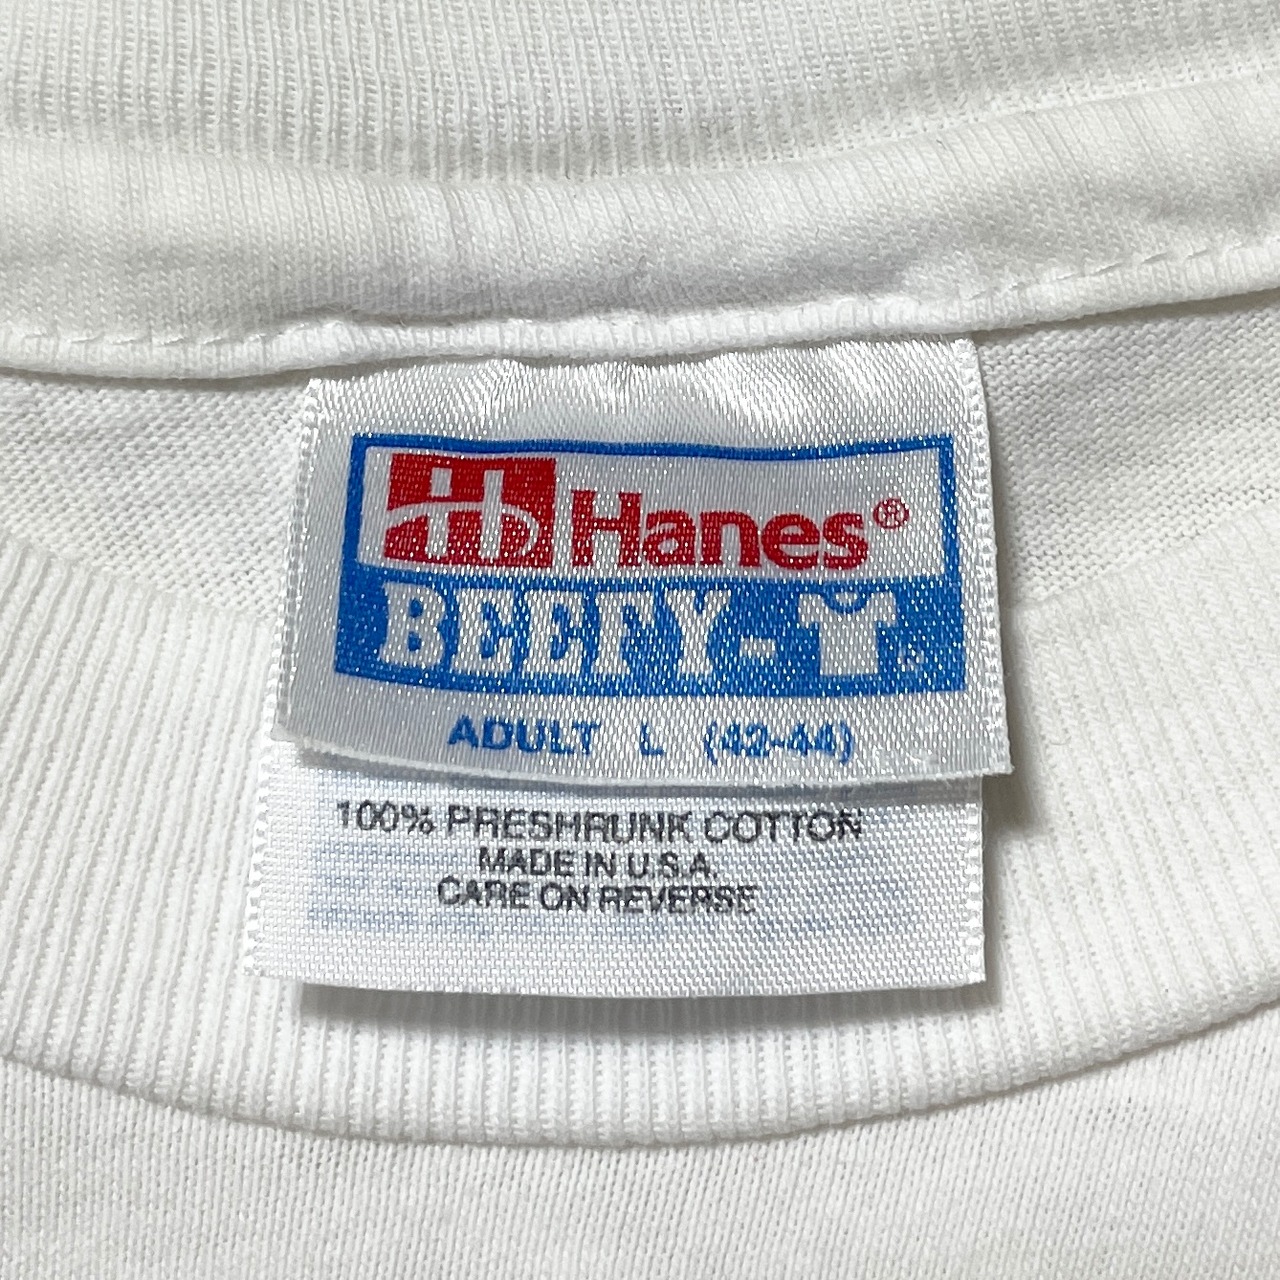 Hanes®
BEEFY-T
ADULT L (42-44)
100% PRESHRUNK COTTON
MADE IN U.S.A.
CARE ON REVERSE